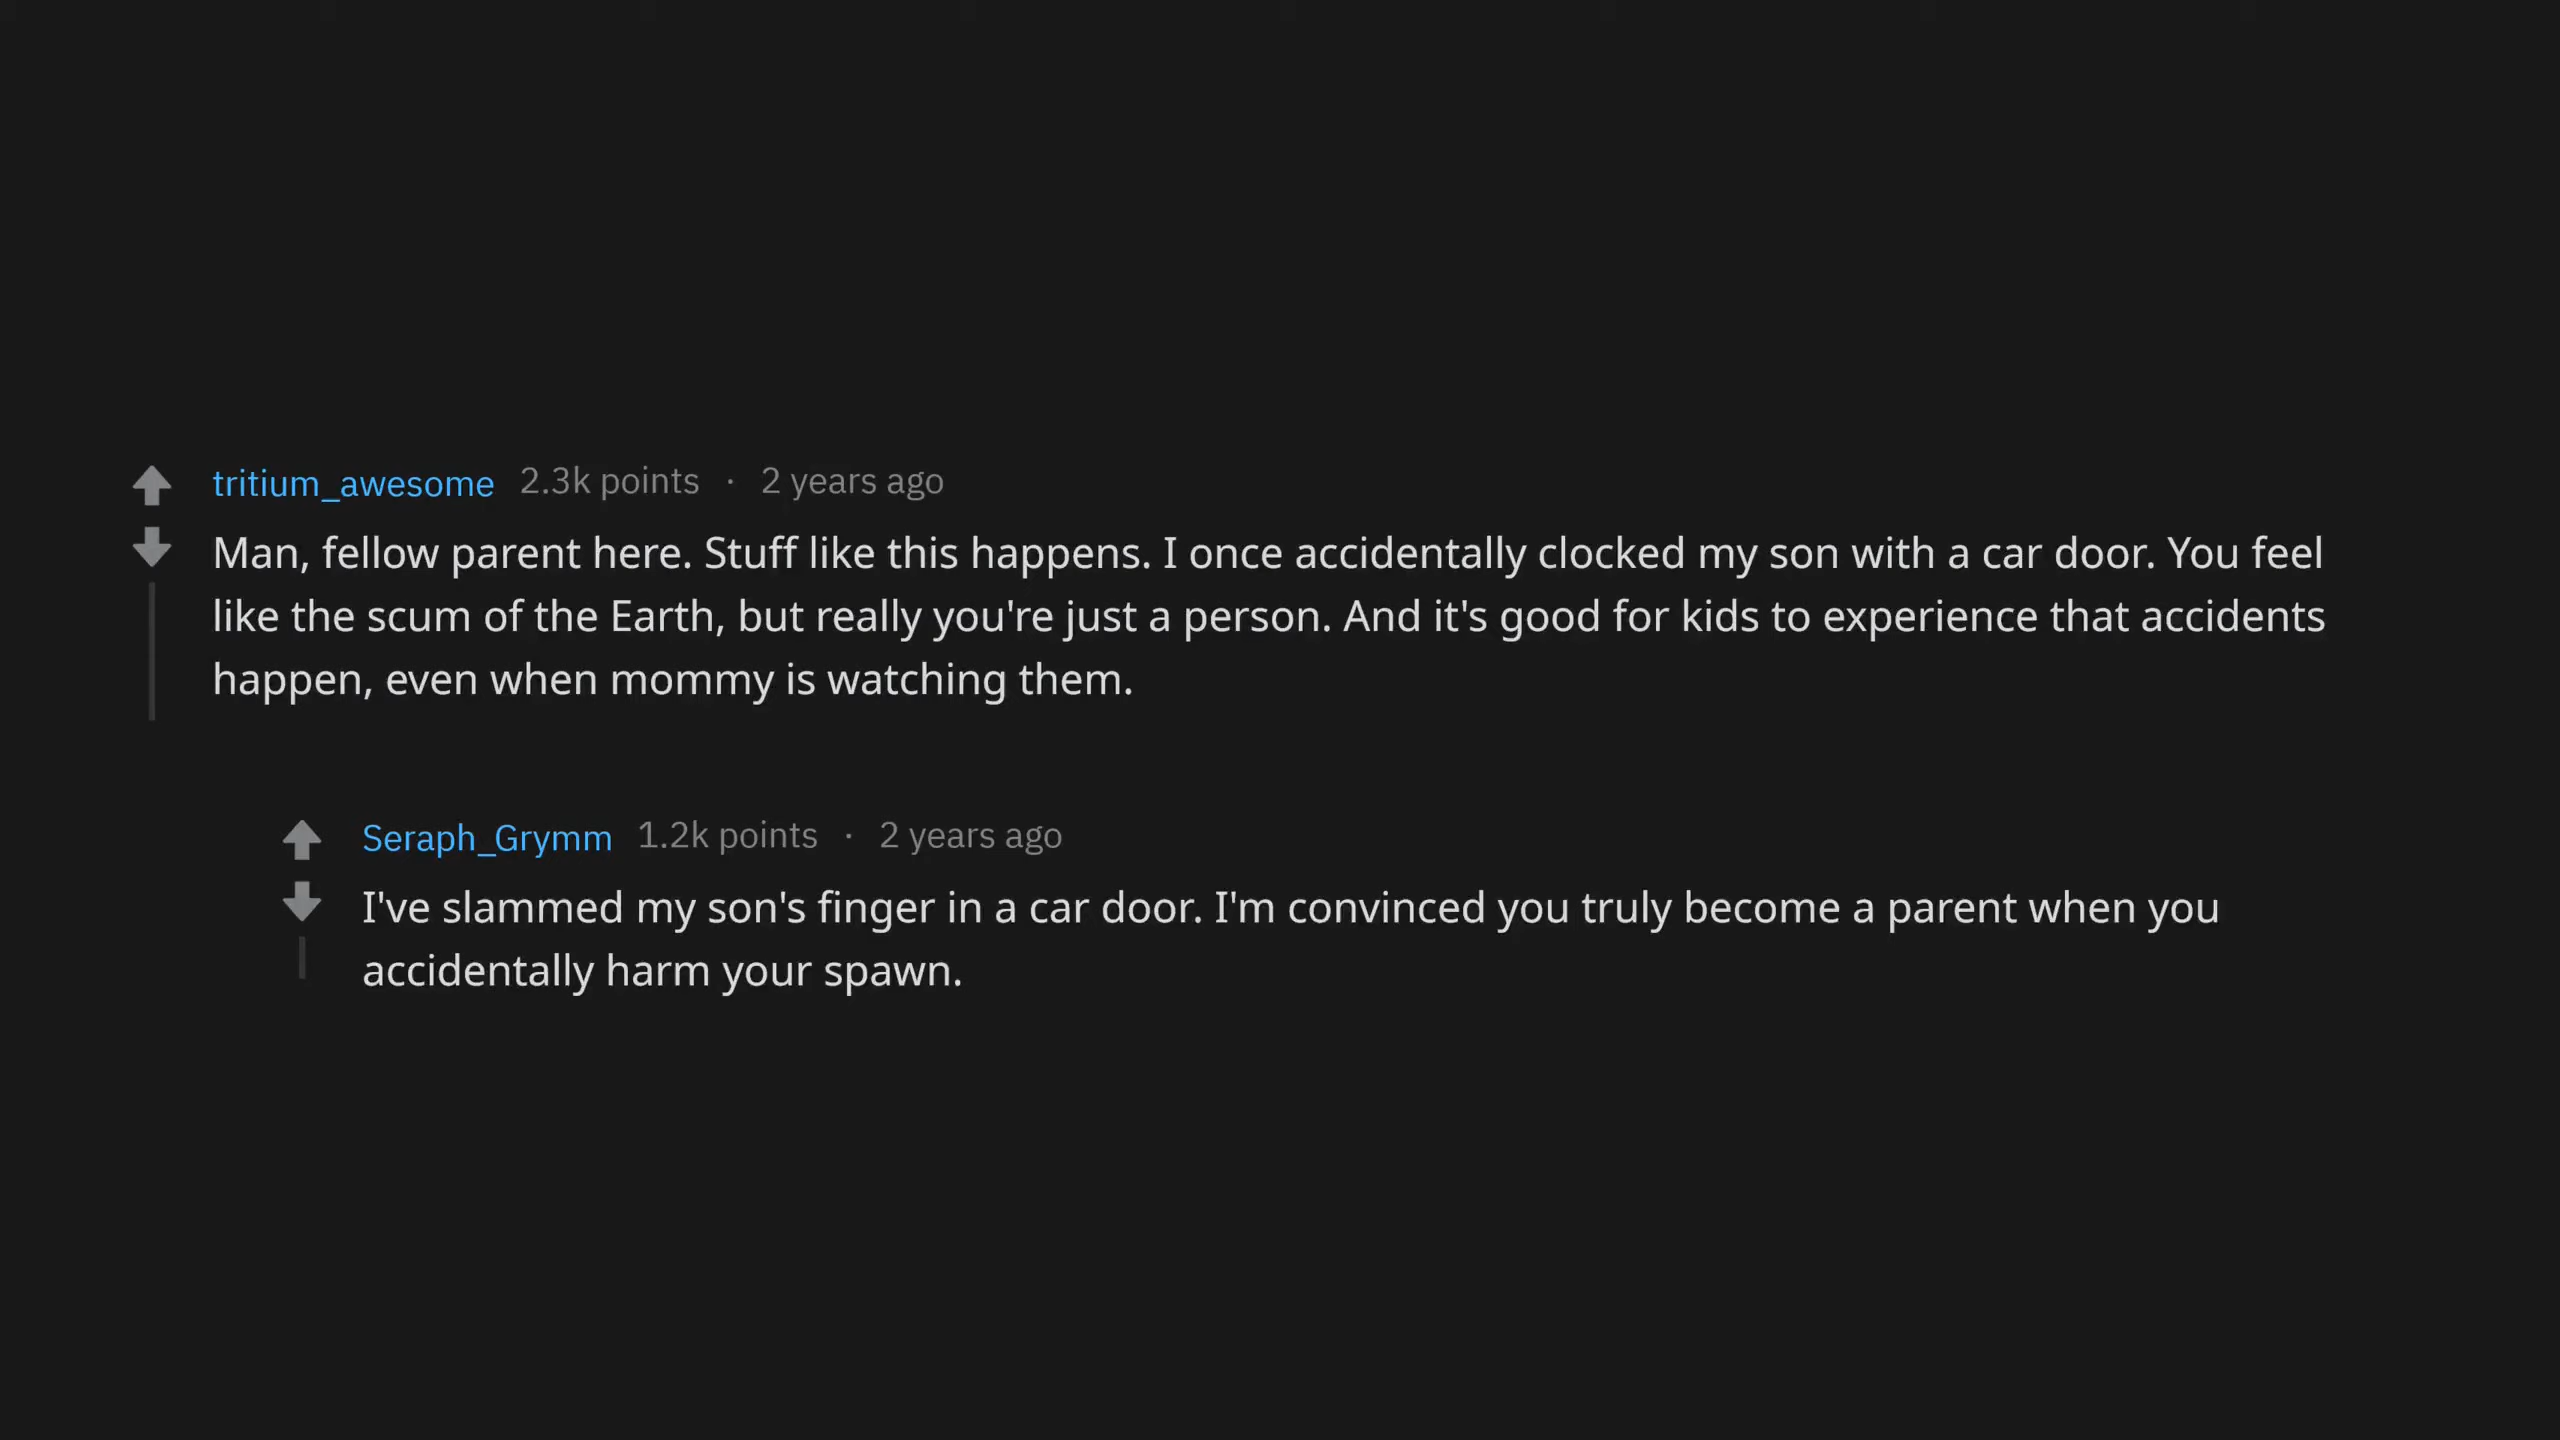 tritium_awesome 2.3k points · 2 years ago
Man, fellow parent here. Stuff like this happens. I once accidentally clocked my son with a car door. You feel
like the scum of the Earth, but really you're just a person. And it's good for kids to experience that accidents
happen, even when mommy is watching them.
Seraph_Grymm 1.2k points · 2 years ago
I've slammed my son's finger in a car door. I'm convinced you truly become a parent when you
accidentally harm your spawn.